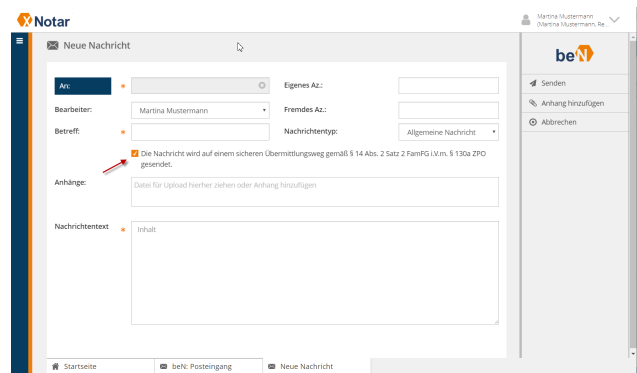 XNotar
Martina Mustermann
(Martina Mustermann, Re..
Neue Nachricht
An:
*
Eigenes Az.:
Bearbeiter:
Martina Mustermann
Fremdes Az.:
Betreff:
*
Nachrichtentyp:
Allgemeine Nachricht
Die Nachricht wird auf einem sicheren Übermittlungsweg gemäß § 14 Abs. 2 Satz 2 FamFG i.V.m. § 130a ZPO
gesendet.
Anhänge:
Datei für Upload hierher ziehen oder Anhang hinzufügen
Nachrichtentext
*
Inhalt
beN
Senden
Anhang hinzufügen
Abbrechen
Startseite
beN: Posteingang
Neue Nachricht